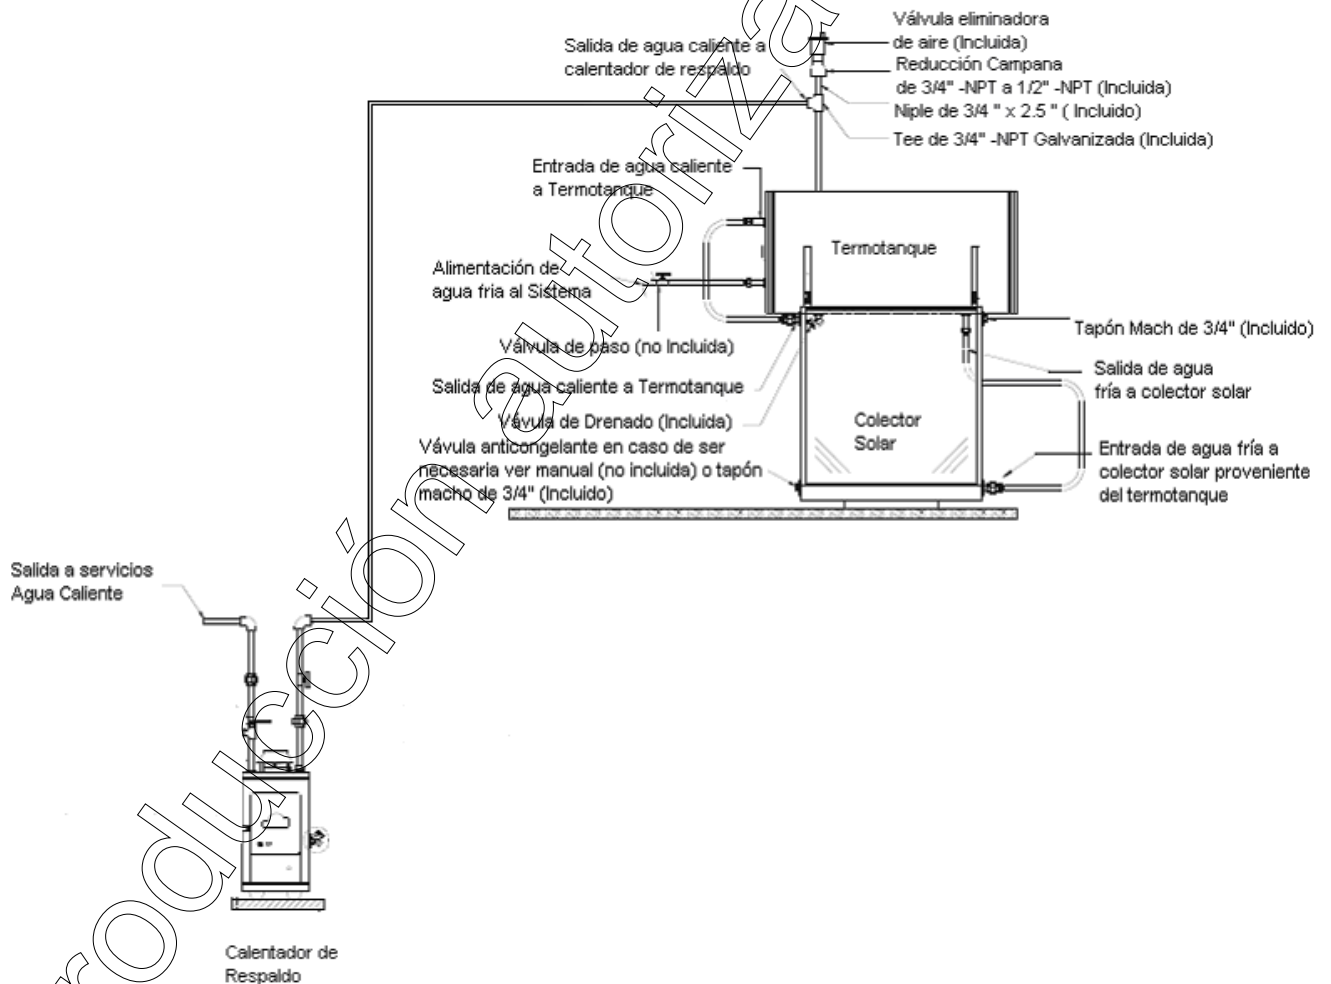 Válvula eliminadora
de aire (Incluida)
Salida de agua caliente a
calentador de respaldo
Reducción Campana
de 3/4" -NPT a 1/2" -NPT (Incluida)
Niple de 3/4 " x 2.5 " ( Incluido)
Tee de 3/4" -NPT Galvanizada (Incluida)
Entrada de agua caliente
a Termotanque
Termotanque
Alimentación de
agua fria al Sistema
Válvula de paso (no Incluida)
Tapón Mach de 3/4" (Incluido)
Salida de agua
fría a colector solar
Salida de agua caliente a Termotanque
Vávula de Drenado (Incluida)
Colector
Solar
Vávula anticongelante en caso de ser
necesaria ver manual (no incluida) o tapón
macho de 3/4" (Incluido)
Entrada de agua fría a
colector solar proveniente
del termotanque
Salida a servicios
Agua Caliente
Calentador de
Respaldo
roducción autoriza